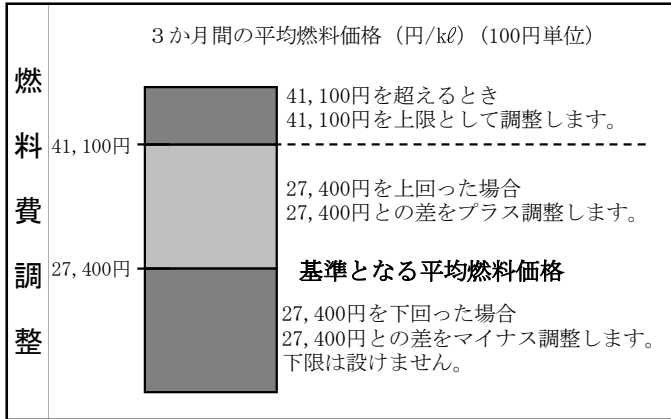 3か月間の平均燃料価格（円/kℓ）(100円単位）
燃料費調整
41,100円を超えるとき
41,100円を上限として調整します。
41,100円
27,400円を上回った場合
27,400円との差をプラス調整します。
27,400円
基準となる平均燃料価格
27,400円を下回った場合
27,400円との差をマイナス調整します。
下限は設けません。